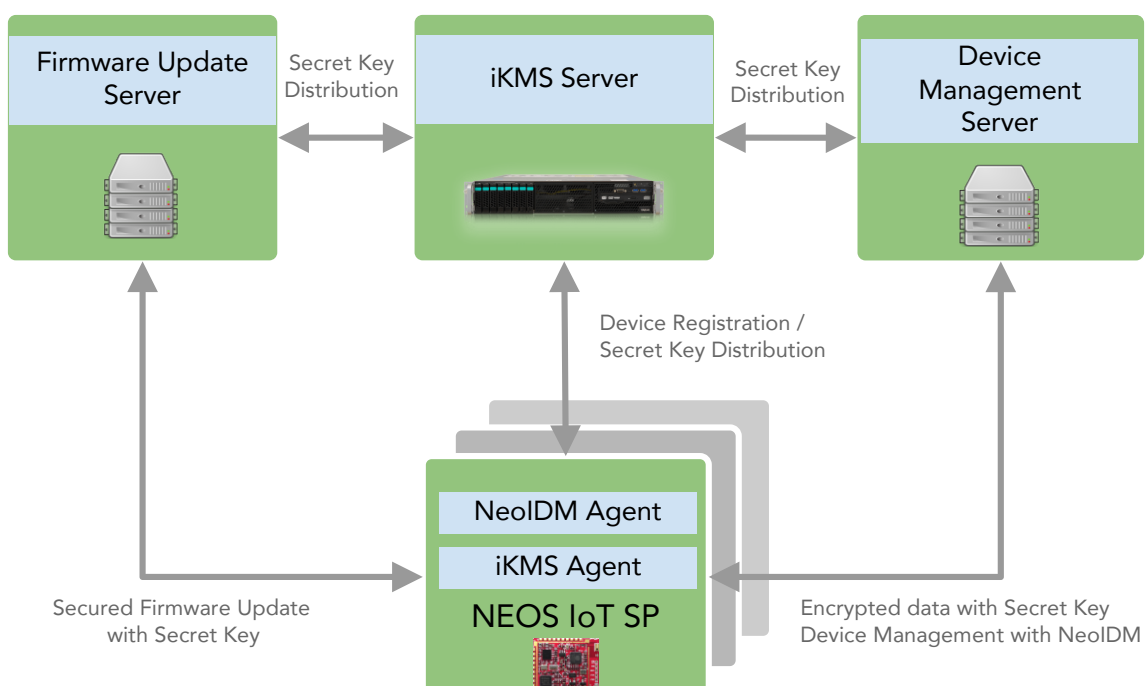 Firmware Update
Server
Secret Key
Distribution
iKMS Server
Secret Key
Distribution
Device
Management
Server
Device Registration /
Secret Key Distribution
NeoIDM Agent
iKMS Agent
NEOS IoT SP
Secured Firmware Update
with Secret Key
Encrypted data with Secret Key
Device Management with NeoIDM